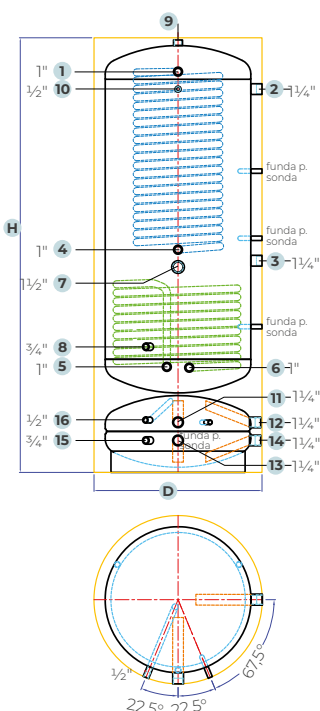 9
1" 1
½" 10
2 1¼"
funda p.
sonda
funda p.
sonda
H
1" 4
3 1¼"
1½" 7
funda p.
sonda
¾" 8
1" 5
6 1"
11 1¼"
½" 16
12 1¼"
funda p.
sonda
¾" 15
14 1¼"
13 1¼"
D
½"
22,5° 22,5°
67,5°